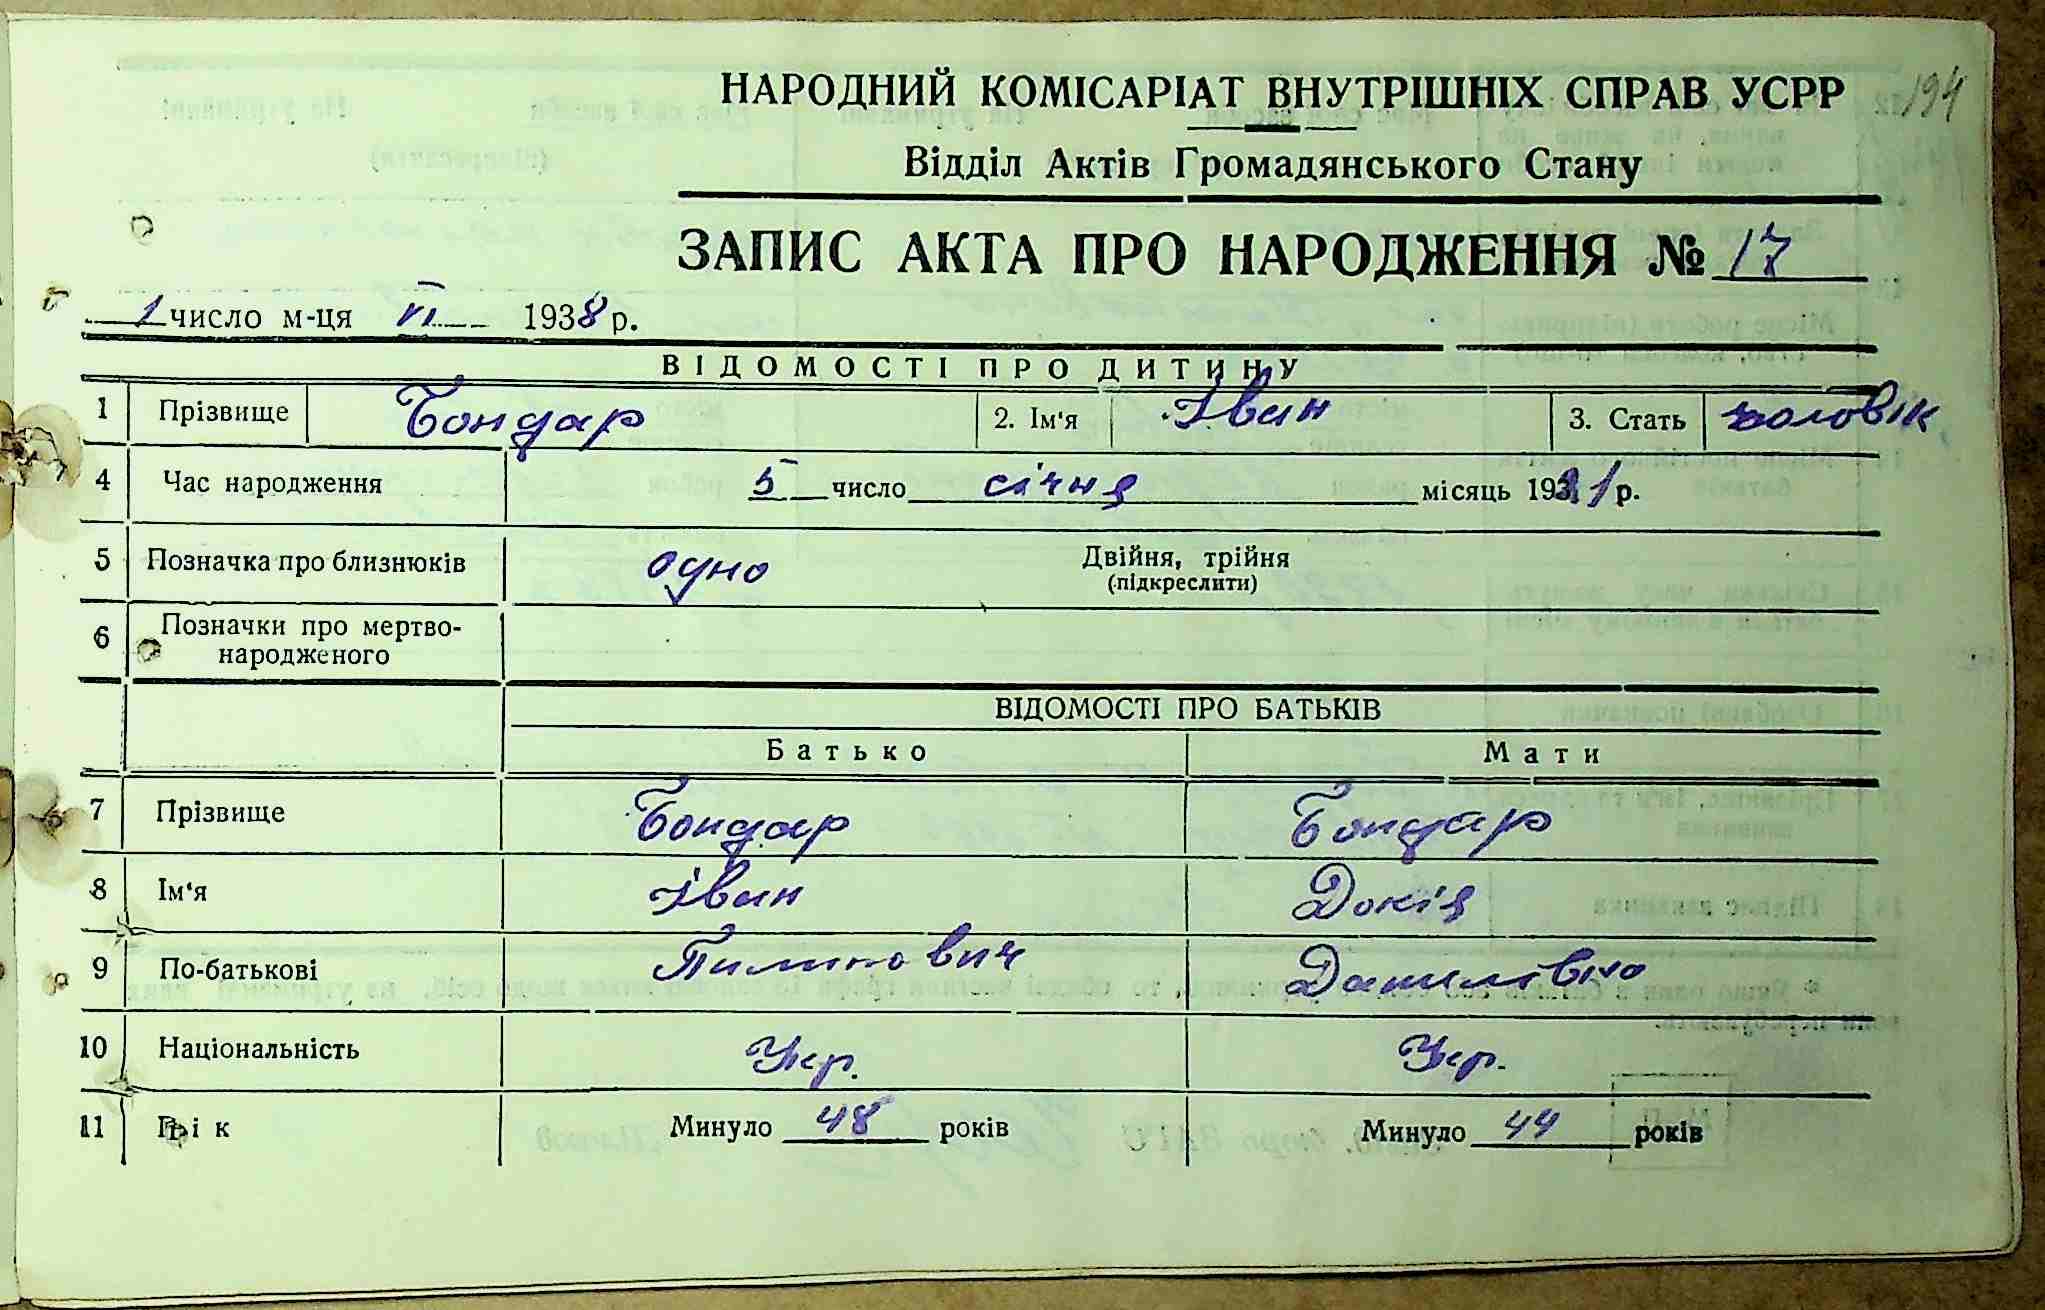 194
НАРОДНИЙ КОМІСАРІАТ ВНУТРІШНІХ СПРАВ УСРР
Відділ Актів Громадянського Стану
ЗАПИС АКТА ПРО НАРОДЖЕННЯ № 17
1 число м-ця VI 1938 р.
ВІДОМОСТІ ПРО ДИТИНУ
1 Прізвище Бондар 2. Ім'я Іван 3. Стать чоловік
4 Час народження 5 число січня місяць 1921 р.
5 Позначка про близнюків одно Двійня, трійня
(підкреслити)
6 Позначки про мертво-
народженого
ВІДОМОСТІ ПРО БАТЬКІВ
Батько Мати
7 Прізвище Бондар Бондар
8 Ім'я Іван Докія
9 По-батькові Пилипович Данилівна
10 Національність Укр. Укр.
11 Вік Минуло 48 років Минуло 44 років